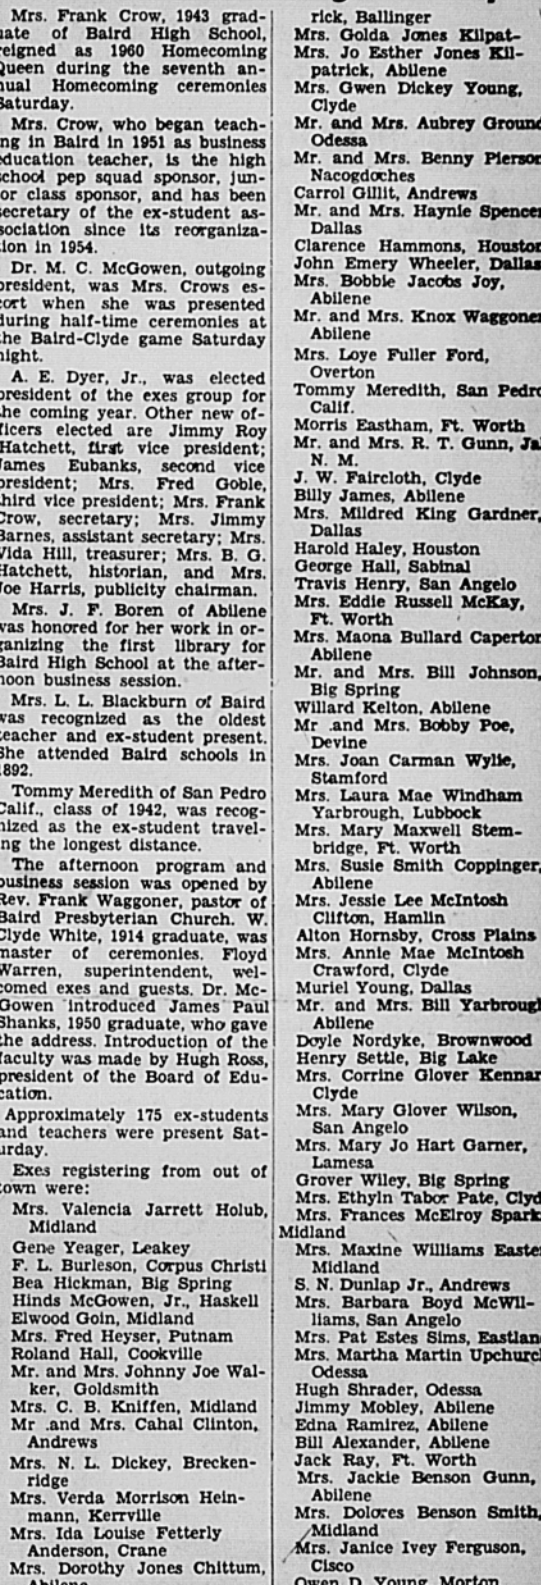 Mrs. Frank Crow, 1943 grad-
uate of Baird High School,
reigned as 1960 Homecoming
Queen during the seventh an-
nual Homecoming ceremonies
Saturday.
Mrs. Crow, who began teach-
ing in Baird in 1951 as business
education teacher, is the high
school pep squad sponsor, jun-
ior class sponsor, and has been
secretary of the ex-student as-
sociation since its reorganiza-
tion in 1954.
Dr. M. C. McGowen, outgoing
president, was Mrs. Crows es-
cort when she was presented
during half-time ceremonies at
the Baird-Clyde game Saturday
night.
A. E. Dyer, Jr., was elected
president of the exes group for
the coming year. Other new of-
ficers elected are Jimmy Roy
Hatchett, first vice president;
James Eubanks, second vice
president; Mrs. Fred Goble,
third vice president; Mrs. Frank
Crow, secretary; Mrs. Jimmy
Barnes, assistant secretary; Mrs.
Vida Hill, treasurer; Mrs. B. G.
Hatchett, historian, and Mrs.
Joe Harris, publicity chairman.
Mrs. J. F. Boren of Abilene
was honored for her work in or-
ganizing the first library for
Baird High School at the after-
noon business session.
Mrs. L. L. Blackburn of Baird
was recognized as the oldest
teacher and ex-student present.
She attended Baird schools in
1892.
Tommy Meredith of San Pedro
Calif., class of 1942, was recog-
nized as the ex-student travel-
ing the longest distance.
The afternoon program and
business session was opened by
Rev. Frank Waggoner, pastor of
Baird Presbyterian Church. W.
Clyde White, 1914 graduate, was
master of ceremonies. Floyd
Warren, superintendent, wel-
comed exes and guests. Dr. Mc-
Gowen introduced James Paul
Shanks, 1950 graduate, who gave
the address. Introduction of the
faculty was made by Hugh Ross,
president of the Board of Edu-
cation.
Approximately 175 ex-students
and teachers were present Sat-
urday.
Exes registering from out of
town were:
Mrs. Valencia Jarrett Holub,
Midland
Gene Yeager, Leakey
F. L. Burleson, Corpus Christi
Bea Hickman, Big Spring
Hinds McGowen, Jr., Haskell
Elwood Goin, Midland
Mrs. Fred Heyser, Putnam
Roland Hall, Cookville
Mr. and Mrs. Johnny Joe Wal-
ker, Goldsmith
Mrs. C. B. Kniffen, Midland
Mr .and Mrs. Cahal Clinton,
Andrews
Mrs. N. L. Dickey, Brecken-
ridge
Mrs. Verda Morrison Hein-
mann, Kerrville
Mrs. Ida Louise Fetterly
Anderson, Crane
Mrs. Dorothy Jones Chittum,
Abilene
rick, Ballinger
Mrs. Golda Jones Kilpat-
Mrs. Jo Esther Jones Kil-
patrick, Abilene
Mrs. Gwen Dickey Young,
Clyde
Mr. and Mrs. Aubrey Ground
Odessa
Mr. and Mrs. Benny Pierson
Nacogdoches
Carrol Gillit, Andrews
Mr. and Mrs. Haynie Spencer
Dallas
Clarence Hammons, Houston
John Emery Wheeler, Dallas
Mrs. Bobbie Jacobs Joy,
Abilene
Mr. and Mrs. Knox Waggoner
Abilene
Mrs. Loye Fuller Ford,
Overton
Tommy Meredith, San Pedro
Calif.
Morris Eastham, Ft. Worth
Mr. and Mrs. R. T. Gunn, Jal
N. M.
J. W. Faircloth, Clyde
Billy James, Abilene
Mrs. Mildred King Gardner,
Dallas
Harold Haley, Houston
George Hall, Sabinal
Travis Henry, San Angelo
Mrs. Eddie Russell McKay,
Ft. Worth
Mrs. Maona Bullard Caperton
Abilene
Mr. and Mrs. Bill Johnson,
Big Spring
Willard Kelton, Abilene
Mr .and Mrs. Bobby Poe,
Devine
Mrs. Joan Carman Wylie,
Stamford
Mrs. Laura Mae Windham
Yarbrough, Lubbock
Mrs. Mary Maxwell Stem-
bridge, Ft. Worth
Mrs. Susie Smith Coppinger,
Abilene
Mrs. Jessie Lee McIntosh
Clifton, Hamlin
Alton Hornsby, Cross Plains
Mrs. Annie Mae McIntosh
Crawford, Clyde
Muriel Young, Dallas
Mr. and Mrs. Bill Yarbrough
Abilene
Doyle Nordyke, Brownwood
Henry Settle, Big Lake
Mrs. Corrine Glover Kennar
Clyde
Mrs. Mary Glover Wilson,
San Angelo
Mrs. Mary Jo Hart Garner,
Lamesa
Grover Wiley, Big Spring
Mrs. Ethyln Tabor Pate, Clyd
Mrs. Frances McElroy Spark
Midland
Mrs. Maxine Williams Easter
Midland
S. N. Dunlap Jr., Andrews
Mrs. Barbara Boyd McWil-
liams, San Angelo
Mrs. Pat Estes Sims, Eastland
Mrs. Martha Martin Upchurch
Odessa
Hugh Shrader, Odessa
Jimmy Mobley, Abilene
Edna Ramirez, Abilene
Bill Alexander, Abilene
Jack Ray, Ft. Worth
Mrs. Jackie Benson Gunn,
Abilene
Mrs. Dolores Benson Smith,
Midland
Mrs. Janice Ivey Ferguson,
Cisco
Owen D. Young, Morton